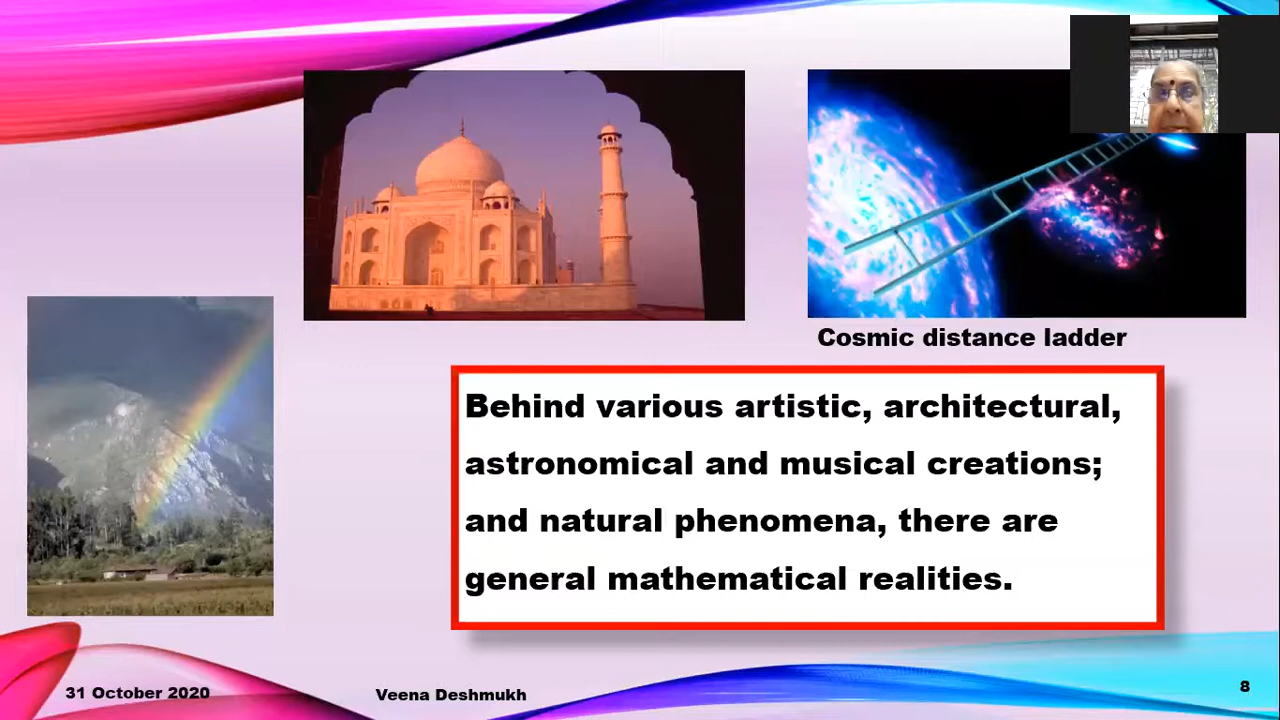 Cosmic distance ladder
Behind various artistic, architectural,
astronomical and musical creations;
and natural phenomena, there are
general mathematical realities.
31 October 2020
Veena Deshmukh
8